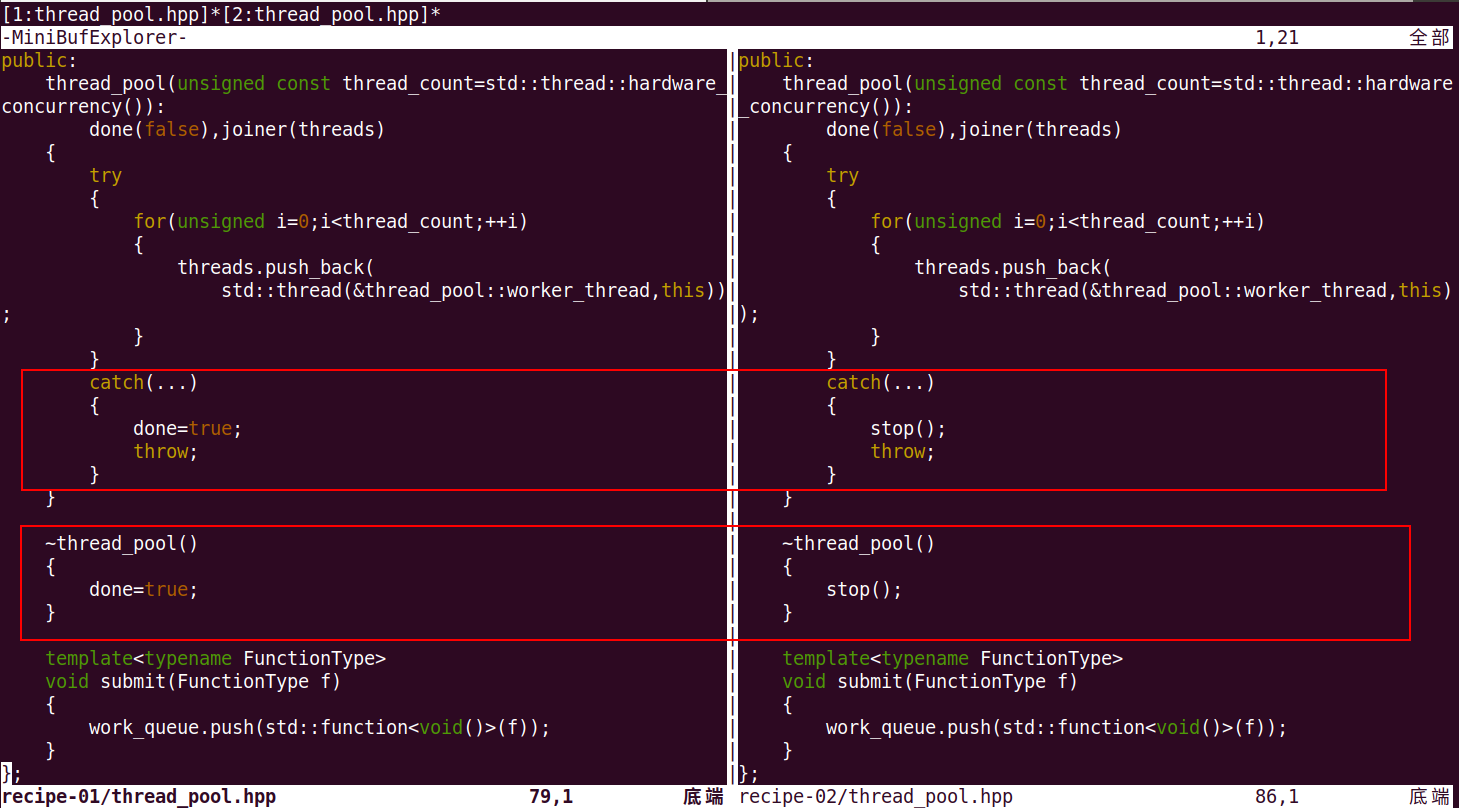 [1:thread_pool.hpp]*[2:thread_pool.hpp]*
-MiniBufExplorer- 1,21 全部
public:
    thread_pool(unsigned const thread_count=std::thread::hardware_
concurrency()):
        done(false),joiner(threads)
    {
        try
        {
            for(unsigned i=0;i<thread_count;++i)
            {
                threads.push_back(
                    std::thread(&thread_pool::worker_thread,this))
;
            }
        }
        catch(...)
        {
            done=true;
            throw;
        }
    }

    ~thread_pool()
    {
        done=true;
    }

    template<typename FunctionType>
    void submit(FunctionType f)
    {
        work_queue.push(std::function<void()>(f));
    }
};
recipe-01/thread_pool.hpp 79,1 底端
public:
    thread_pool(unsigned const thread_count=std::thread::hardware
_concurrency()):
        done(false),joiner(threads)
    {
        try
        {
            for(unsigned i=0;i<thread_count;++i)
            {
                threads.push_back(
                    std::thread(&thread_pool::worker_thread,this)
);
            }
        }
        catch(...)
        {
            stop();
            throw;
        }
    }

    ~thread_pool()
    {
        stop();
    }

    template<typename FunctionType>
    void submit(FunctionType f)
    {
        work_queue.push(std::function<void()>(f));
    }
};
recipe-02/thread_pool.hpp 86,1 底端